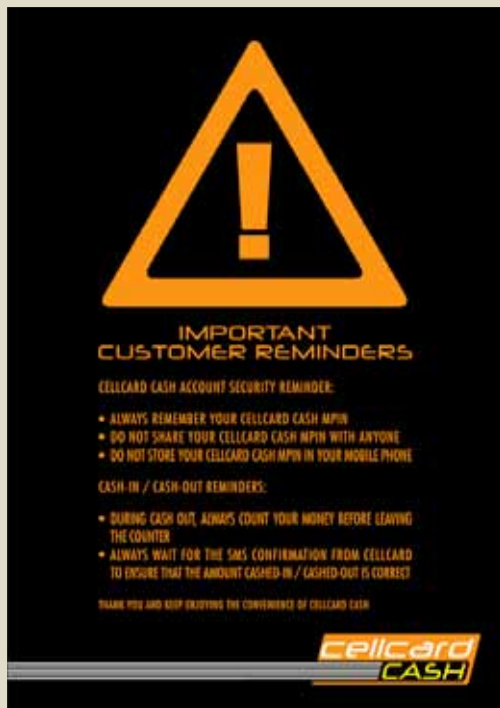 !
IMPORTANT
CUSTOMER REMINDERS
CELLCARD CASH ACCOUNT SECURITY REMINDER:
• ALWAYS REMEMBER YOUR CELLCARD CASH MPIN
• DO NOT SHARE YOUR CELLCARD CASH MPIN WITH ANYONE
• DO NOT STORE YOUR CELLCARD CASH MPIN IN YOUR MOBILE PHONE
CASH-IN / CASH-OUT REMINDERS:
• DURING CASH OUT, ALWAYS COUNT YOUR MONEY BEFORE LEAVING
THE COUNTER
• ALWAYS WAIT FOR THE SMS CONFIRMATION FROM CELLCARD
TO ENSURE THAT THE AMOUNT CASHED-IN / CASHED-OUT IS CORRECT
THANK YOU AND KEEP ENJOYING THE CONVENIENCE OF CELLCARD CASH
cellcard
CASH